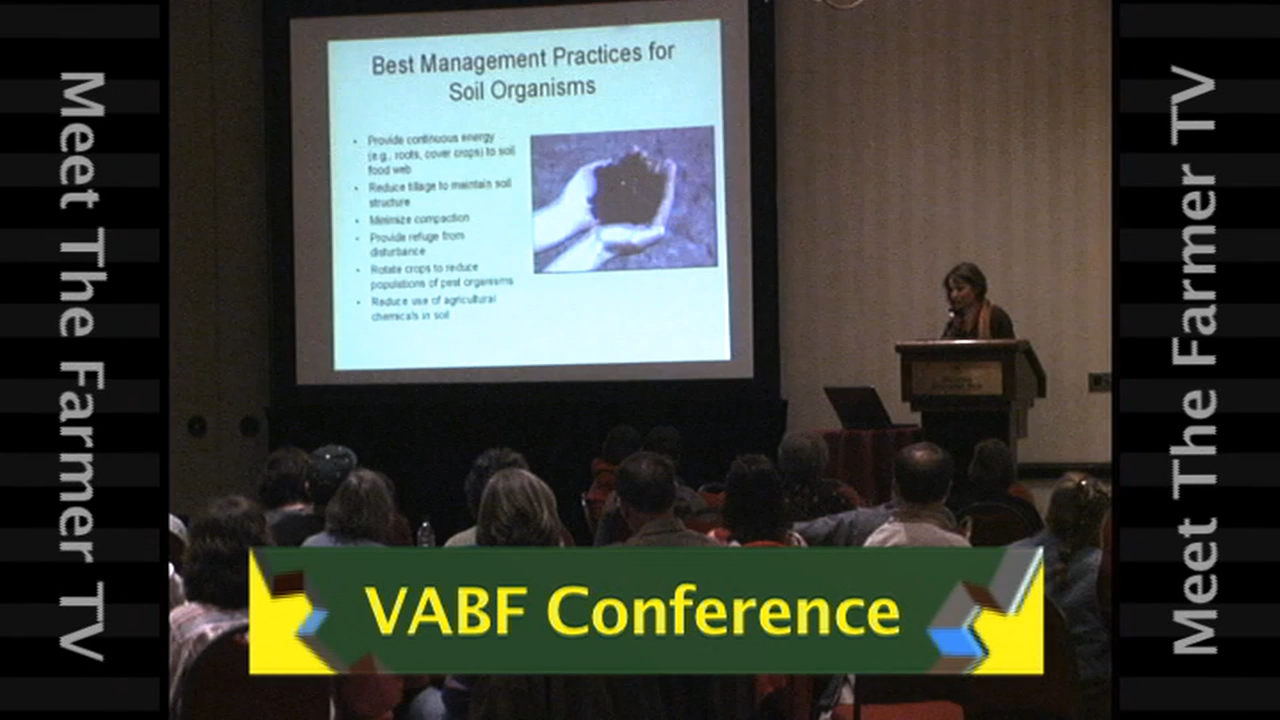 Meet The Farmer TV
Best Management Practices for
Soil Organisms
• Provide continuous energy
(e.g., roots, cover crops) to soil
food web
• Reduce tillage to maintain soil
structure
• Minimize compaction
• Provide refuge from
disturbance
• Rotate crops to reduce
populations of pest organisms
• Reduce use of agricultural
chemicals in soil
VABF Conference
Meet The Farmer TV